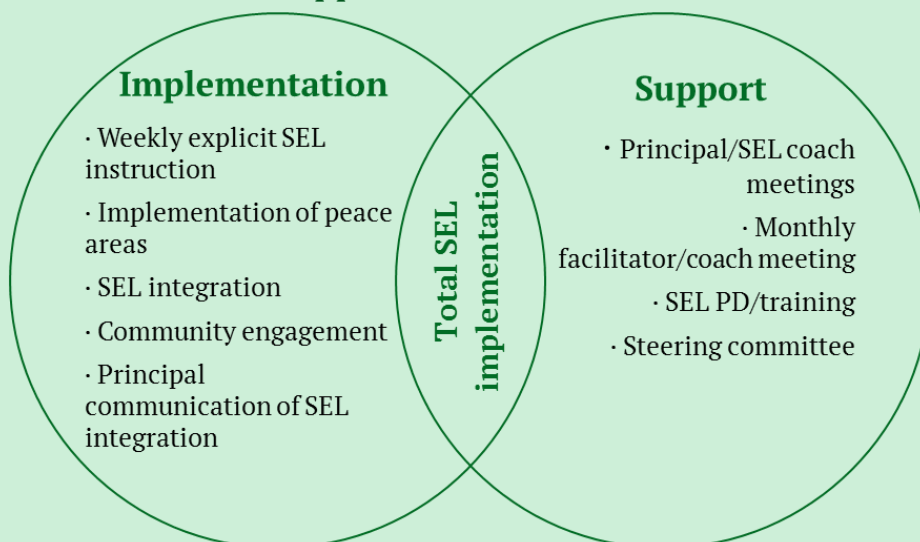 Implementation
· Weekly explicit SEL
instruction
· Implementation of peace
areas
· SEL integration
· Community engagement
· Principal
communication of SEL
integration
Total SEL
implementation
Support
· Principal/SEL coach
meetings
· Monthly
facilitator/coach meeting
· SEL PD/training
· Steering committee